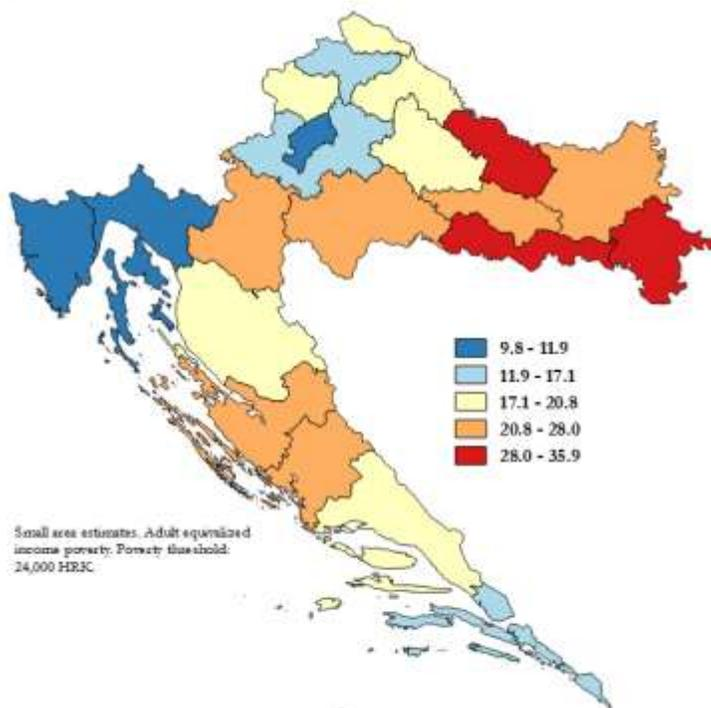 9.8 - 11.9
11.9 - 17.1
17.1 - 20.8
20.8 - 28.0
28.0 - 35.9
Small area estimates. Adult equivalized
income poverty. Poverty threshold:
24,000 HRK.